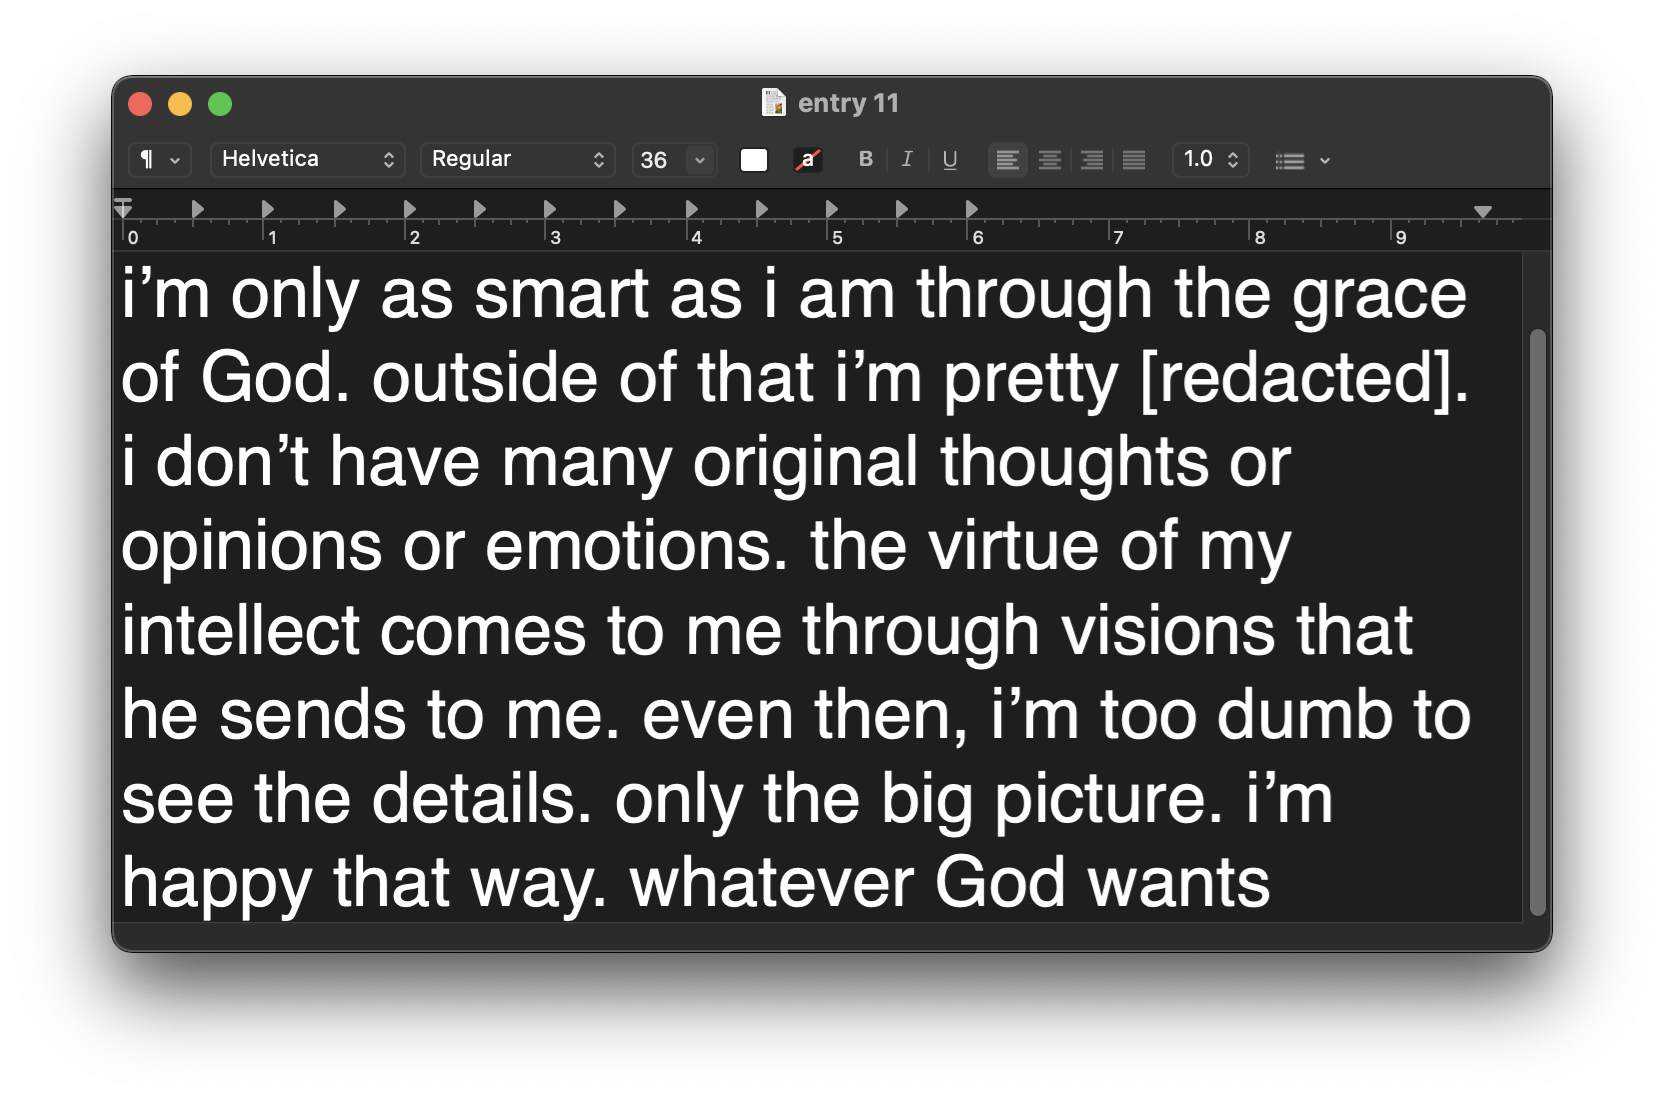 entry 11
¶ Helvetica Regular 36 a B I U 1.0
0 1 2 3 4 5 6 7 8 9
i’m only as smart as i am through the grace
of God. outside of that i’m pretty [redacted].
i don’t have many original thoughts or
opinions or emotions. the virtue of my
intellect comes to me through visions that
he sends to me. even then, i’m too dumb to
see the details. only the big picture. i’m
happy that way. whatever God wants